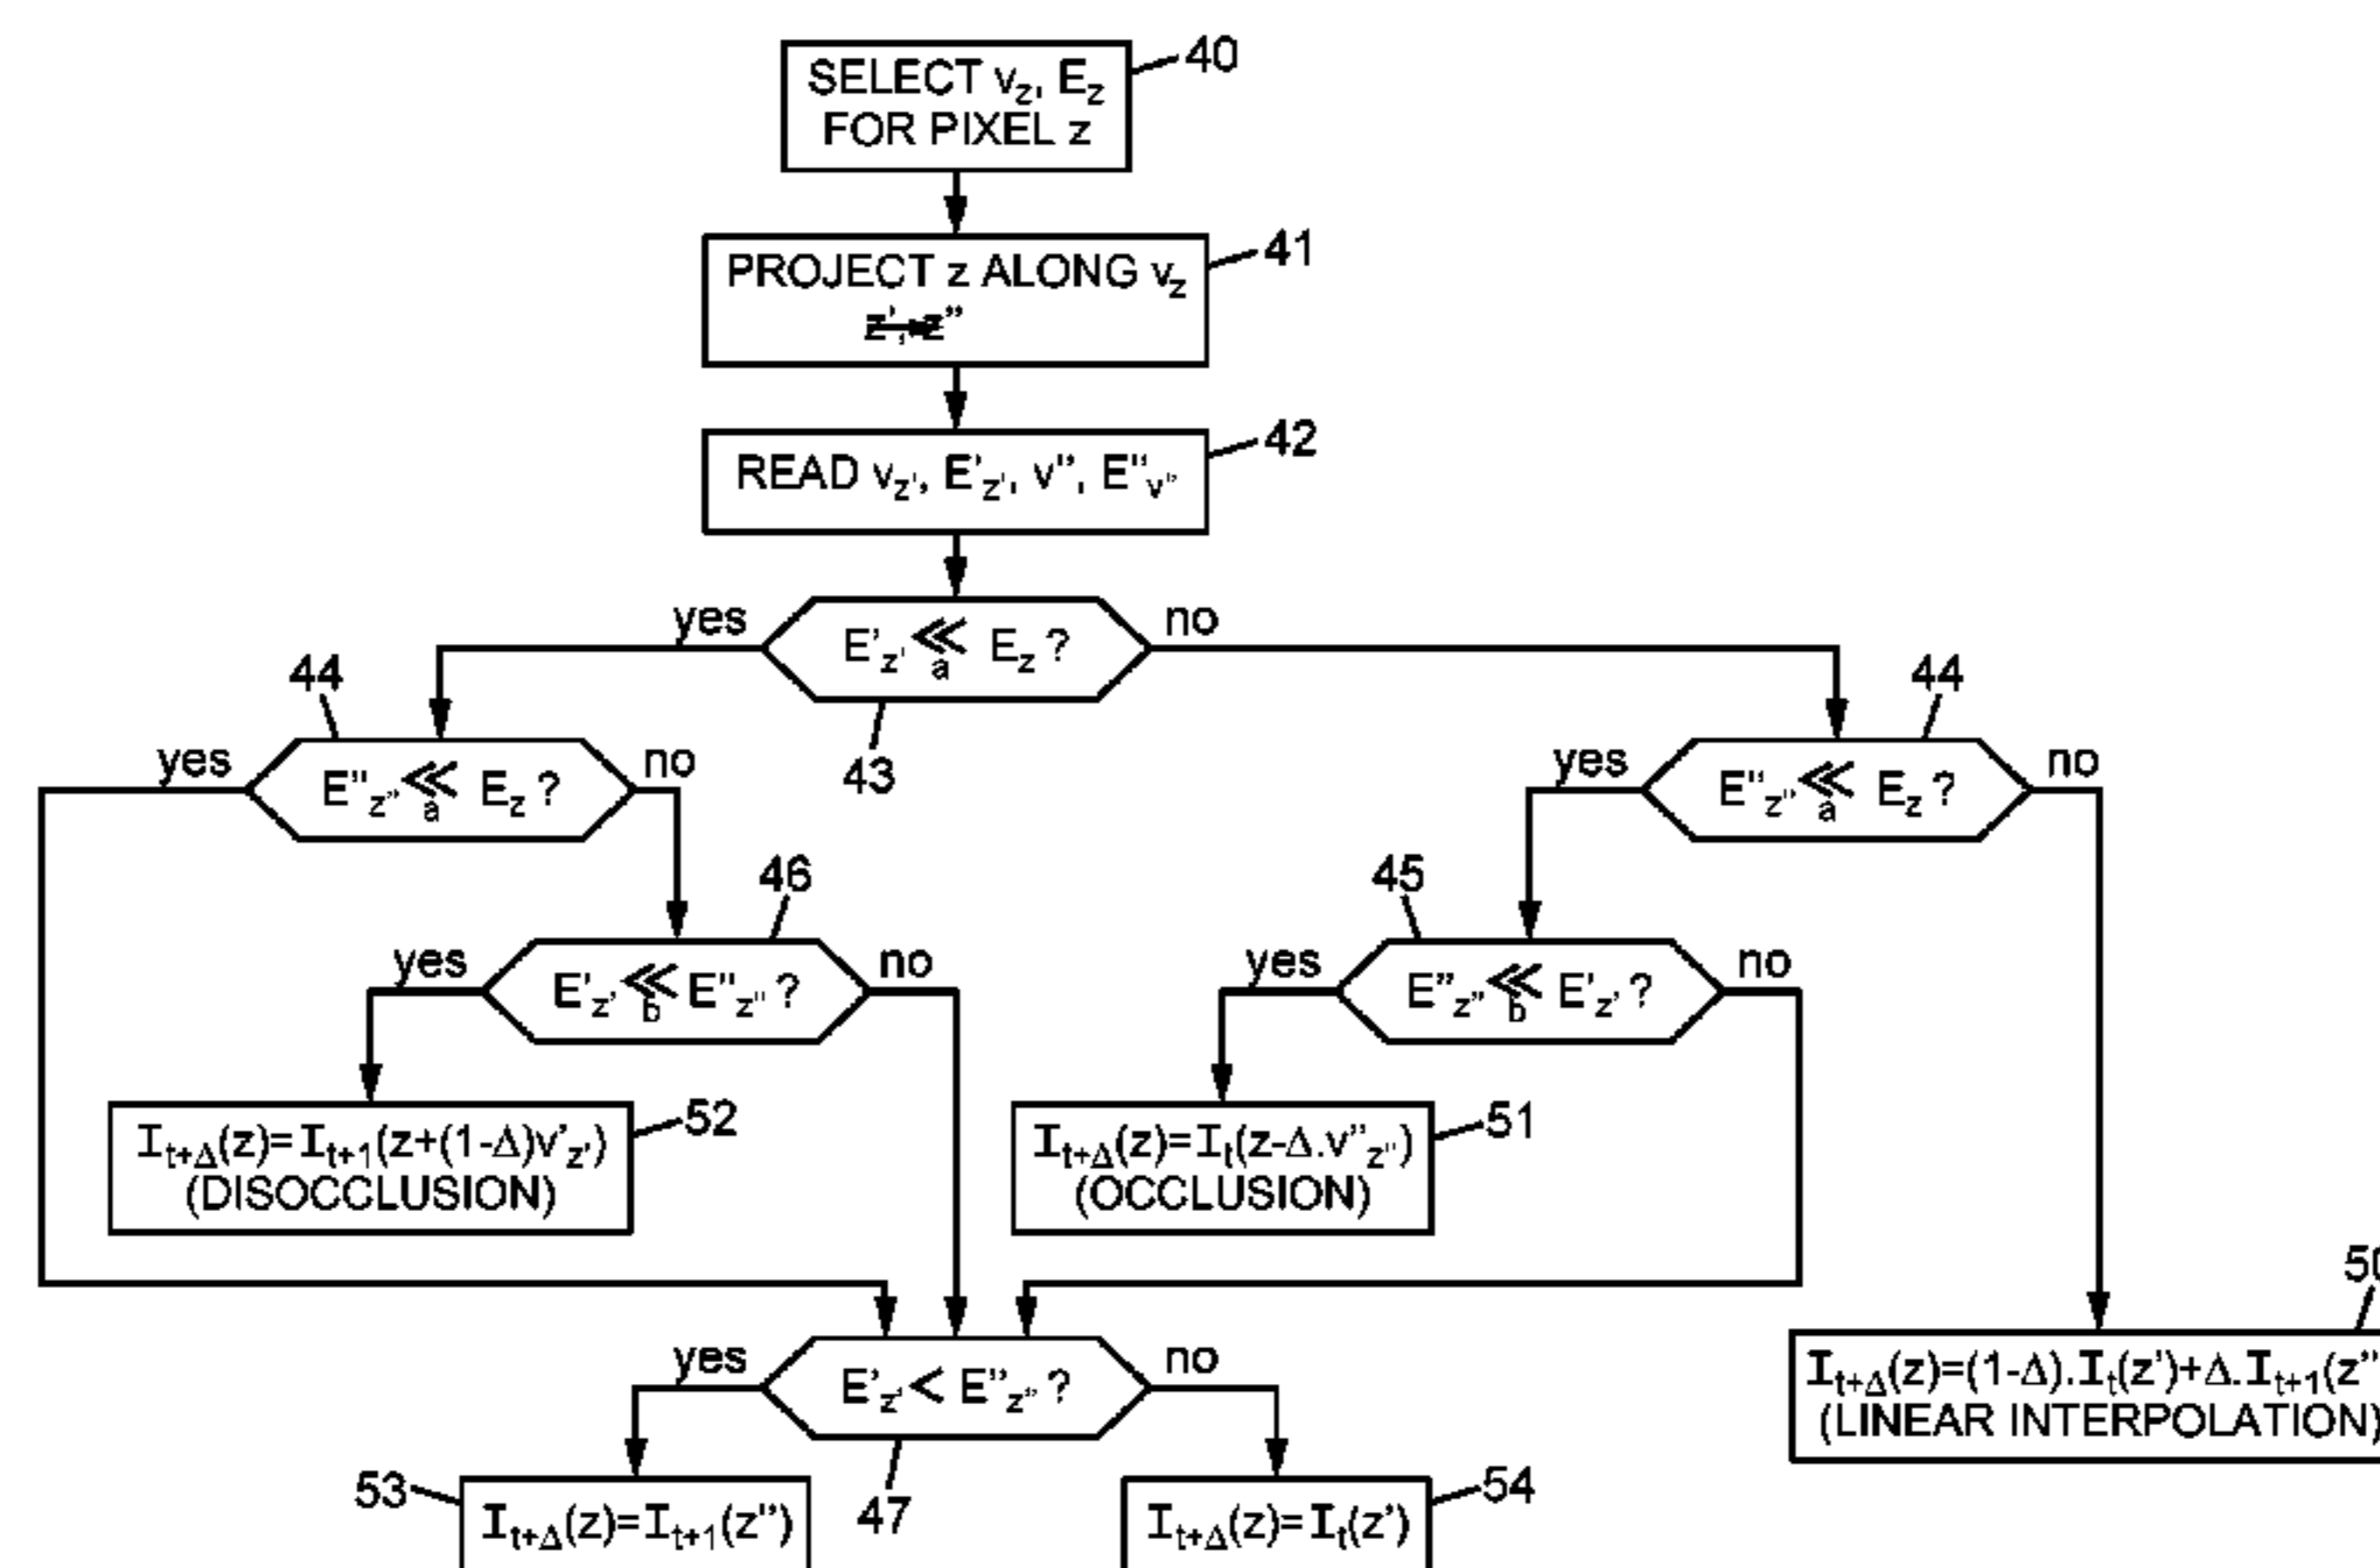 40
SELECT v_z, E_z
FOR PIXEL z
41
PROJECT z ALONG v_z
z', z''
42
READ v_z', E'_z', v'', E''_v''
yes
no
E'_z' ≪_a E_z ?
43
44
44
yes
no
E''_z'' ≪_a E_z ?
yes
no
E''_z'' ≪_a E_z ?
46
45
yes
no
E'_z' ≪_b E''_z'' ?
yes
no
E''_z'' ≪_b E'_z' ?
52
I_t+Δ(z)=I_t+1(z+(1-Δ)v'_z')
(DISOCCLUSION)
51
I_t+Δ(z)=I_t(z-Δ.v''_z'')
(OCCLUSION)
yes
no
E'_z' < E''_z'' ?
47
I_t+Δ(z)=(1-Δ).I_t(z')+Δ.I_t+1(z''
(LINEAR INTERPOLATION)
53
I_t+Δ(z)=I_t+1(z'')
54
I_t+Δ(z)=I_t(z')